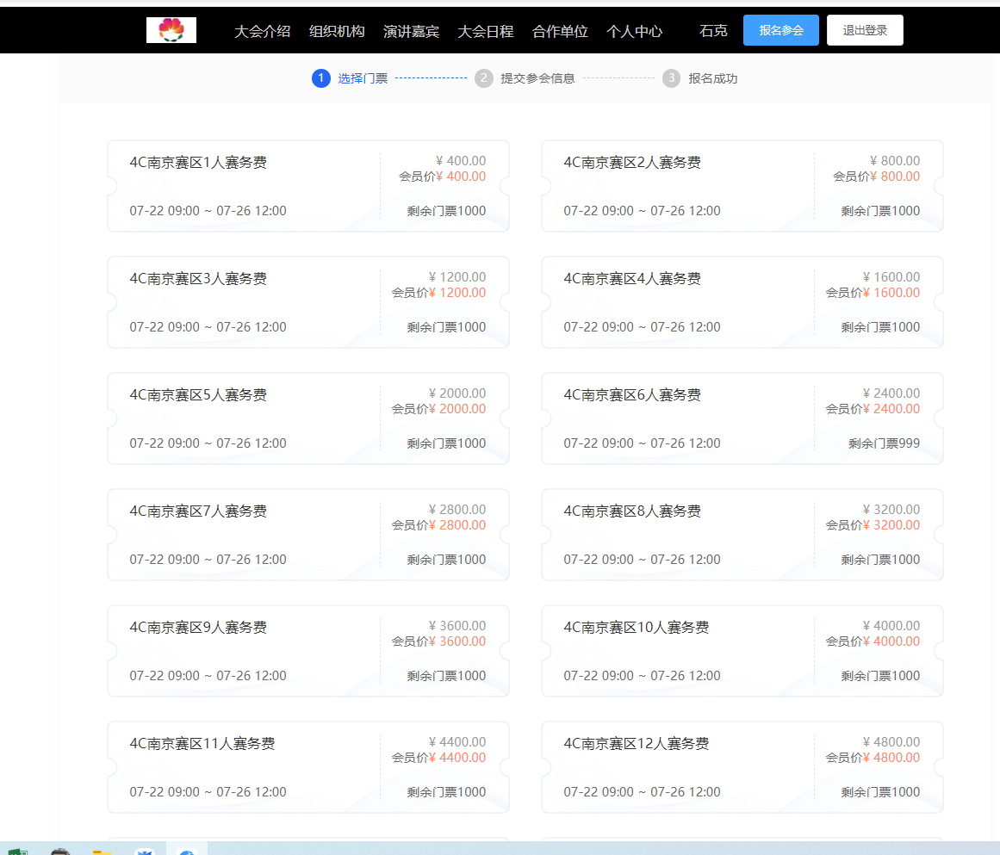 大会介绍 组织机构 演讲嘉宾 大会日程 合作单位 个人中心 石克 报名参会 退出登录
1 选择门票 2 提交参会信息 3 报名成功
4C南京赛区1人赛务费
¥ 400.00
会员价¥ 400.00
07-22 09:00 ~ 07-26 12:00
剩余门票1000
4C南京赛区2人赛务费
¥ 800.00
会员价¥ 800.00
07-22 09:00 ~ 07-26 12:00
剩余门票1000
4C南京赛区3人赛务费
¥ 1200.00
会员价¥ 1200.00
07-22 09:00 ~ 07-26 12:00
剩余门票1000
4C南京赛区4人赛务费
¥ 1600.00
会员价¥ 1600.00
07-22 09:00 ~ 07-26 12:00
剩余门票1000
4C南京赛区5人赛务费
¥ 2000.00
会员价¥ 2000.00
07-22 09:00 ~ 07-26 12:00
剩余门票1000
4C南京赛区6人赛务费
¥ 2400.00
会员价¥ 2400.00
07-22 09:00 ~ 07-26 12:00
剩余门票999
4C南京赛区7人赛务费
¥ 2800.00
会员价¥ 2800.00
07-22 09:00 ~ 07-26 12:00
剩余门票1000
4C南京赛区8人赛务费
¥ 3200.00
会员价¥ 3200.00
07-22 09:00 ~ 07-26 12:00
剩余门票1000
4C南京赛区9人赛务费
¥ 3600.00
会员价¥ 3600.00
07-22 09:00 ~ 07-26 12:00
剩余门票1000
4C南京赛区10人赛务费
¥ 4000.00
会员价¥ 4000.00
07-22 09:00 ~ 07-26 12:00
剩余门票1000
4C南京赛区11人赛务费
¥ 4400.00
会员价¥ 4400.00
07-22 09:00 ~ 07-26 12:00
剩余门票1000
4C南京赛区12人赛务费
¥ 4800.00
会员价¥ 4800.00
07-22 09:00 ~ 07-26 12:00
剩余门票1000